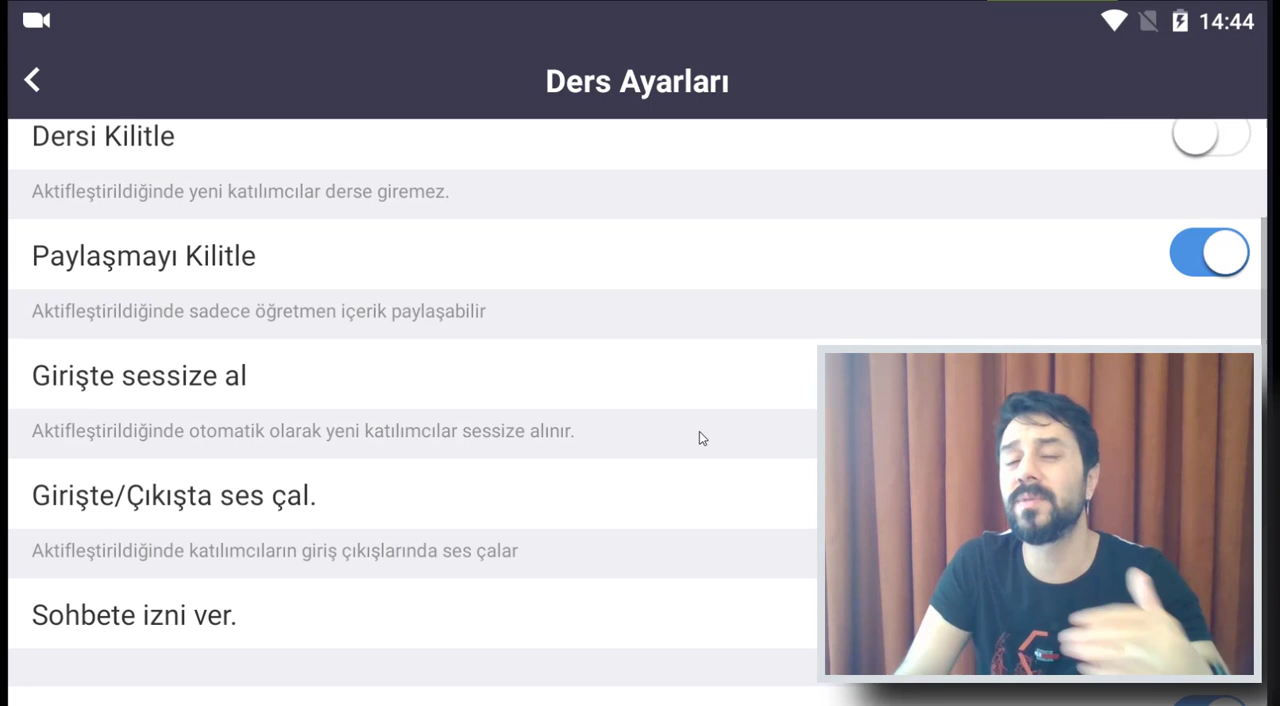 14:44
Ders Ayarları
Dersi Kilitle
Aktifleştirildiğinde yeni katılımcılar derse giremez.
Paylaşmayı Kilitle
Aktifleştirildiğinde sadece öğretmen içerik paylaşabilir
Girişte sessize al
Aktifleştirildiğinde otomatik olarak yeni katılımcılar sessize alınır.
Girişte/Çıkışta ses çal.
Aktifleştirildiğinde katılımcıların giriş çıkışlarında ses çalar
Sohbete izni ver.